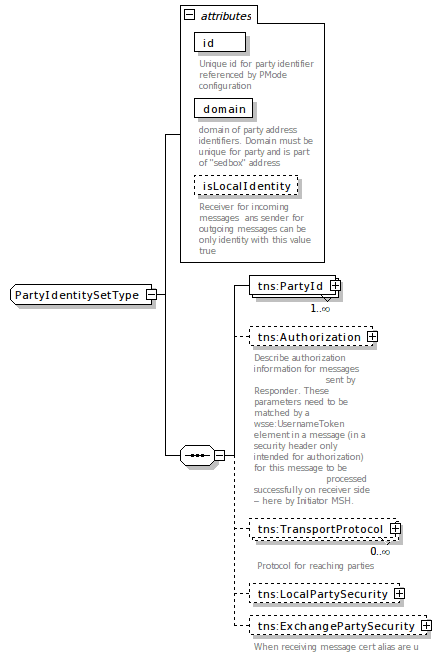 attributes
id
Unique id for party identifier
referenced by PMode
configuration
domain
domain of party address
identifiers. Domain must be
unique for party and is part
of "sedbox" address
isLocalIdentity
Receiver for incoming
messages ans sender for
outgoing messages can be
only identity with this value
true
PartyIdentitySetType
tns:PartyId
1..∞
tns:Authorization
Describe authorization
information for messages
sent by
Responder. These
parameters need to be
matched by a
wsse:UsernameToken
element in a message (in a
security header only
intended for authorization)
for this message to be
processed
successfully on receiver side
– here by Initiator MSH.
tns:TransportProtocol
0..∞
Protocol for reaching parties
tns:LocalPartySecurity
tns:ExchangePartySecurity
When receiving message cert alias are u